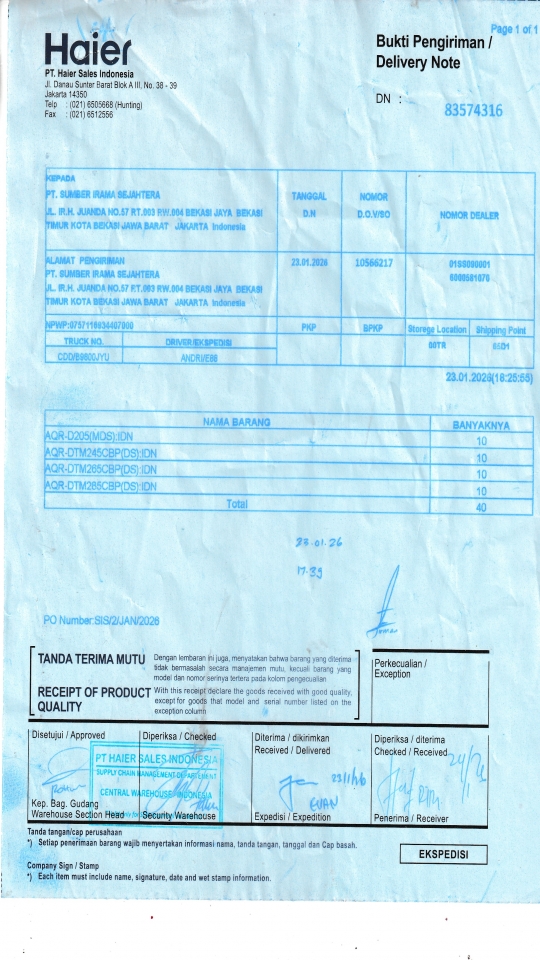 Page 1 of 1
Haier
Bukti Pengiriman /
Delivery Note
PT. Haier Sales Indonesia
Jl. Danau Sunter Barat Blok A III, No. 38 - 39
Jakarta 14350
Telp : (021) 6505668 (Hunting)
Fax : (021) 6512556
DN : 83574316
KEPADA
PT. SUMBER IRAMA SEJAHTERA
JL. IR.H. JUANDA NO.57 RT.003 RW.004 BEKASI JAYA BEKASI
TIMUR KOTA BEKASI JAWA BARAT JAKARTA Indonesia
TANGGAL
D.N
NOMOR
D.O.V/SO
NOMOR DEALER
ALAMAT PENGIRIMAN
PT. SUMBER IRAMA SEJAHTERA
JL. IR.H. JUANDA NO.57 RT.003 RW.004 BEKASI JAYA BEKASI
TIMUR KOTA BEKASI JAWA BARAT JAKARTA Indonesia
23.01.2026
10566217
NPWP:
PKP
BPKP
Storege Location
Shipping Point
TRUCK NO.
DRIVER/EKSPEDISI
00TR
CDD/B9800JYU
23.01.2026(18:25:55)
NAMA BARANG
BANYAKNYA
AQR-D205(MDS):IDN
10
AQR-DTM245CBP(DS):IDN
10
AQR-DTM265CBP(DS):IDN
10
AQR-DTM285CBP(DS):IDN
10
Total
40
23.01.26
17.39
PO Number:SIS/2/JAN/2026
TANDA TERIMA MUTU
Dengan lembaran ini juga, menyatakan bahwa barang yang diterima
tidak bermasalah secara manajemen mutu, kecuali barang yang
model dan nomor serinya tertera pada kolom pengecualian
RECEIPT OF PRODUCT
QUALITY
With this receipt declare the goods received with good quality,
except for goods that model and serial number listed on the
exception column
Perkecualian /
Exception
Disetujui / Approved
Diperiksa / Checked
Diterima / dikirimkan
Received / Delivered
Diperiksa / diterima
Checked / Received
PT HAIER SALES INDONESIA
SUPPLY CHAIN MANAGEMENT DEPARTEMENT
CENTRAL WAREHOUSE INDONESIA
Kep. Bag. Gudang
Warehouse Section Head
Security Warehouse
Expedisi / Expedition
Penerima / Receiver
Tanda tangan/cap perusahaan
*) Setiap penerimaan barang wajib menyertakan informasi nama, tanda tangan, tanggal dan Cap basah.
EKSPEDISI
Company Sign / Stamp
*) Each item must include name, signature, date and wet stamp information.